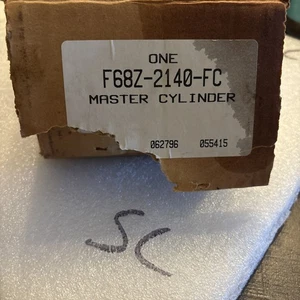 ONE
F68Z-2140-FC
MASTER CYLINDER
062796 055415
SC